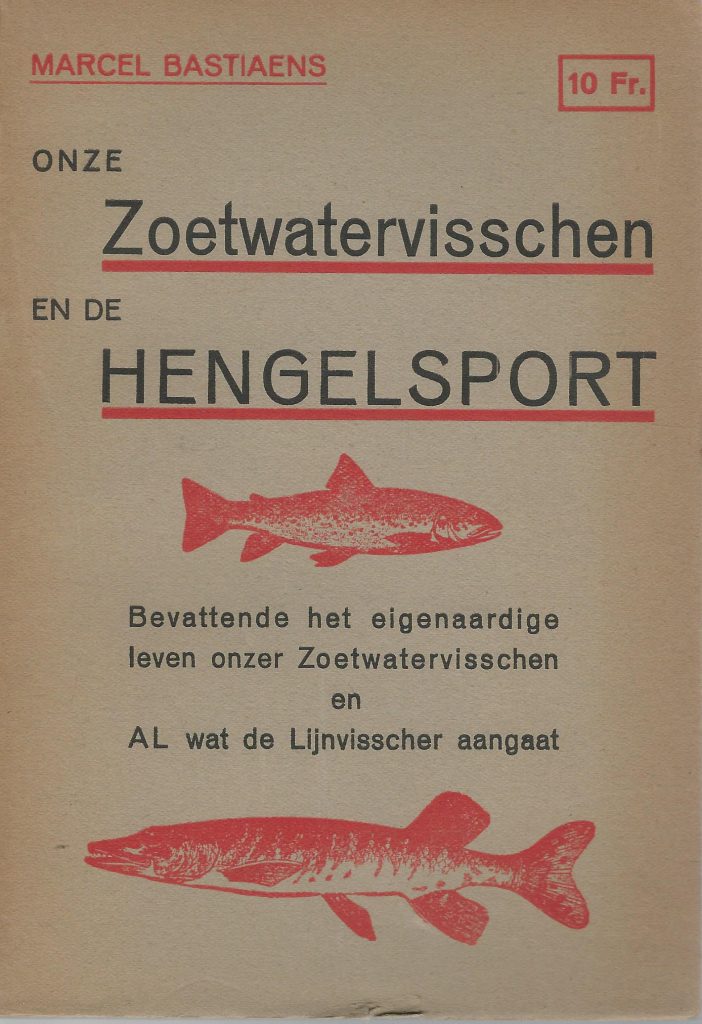 MARCEL BASTIAENS
10 Fr.
ONZE
Zoetwatervisschen
EN DE
HENGELSPORT
Bevattende het eigenaardige
leven onzer Zoetwatervisschen
en
AL wat de Lijnvisscher aangaat